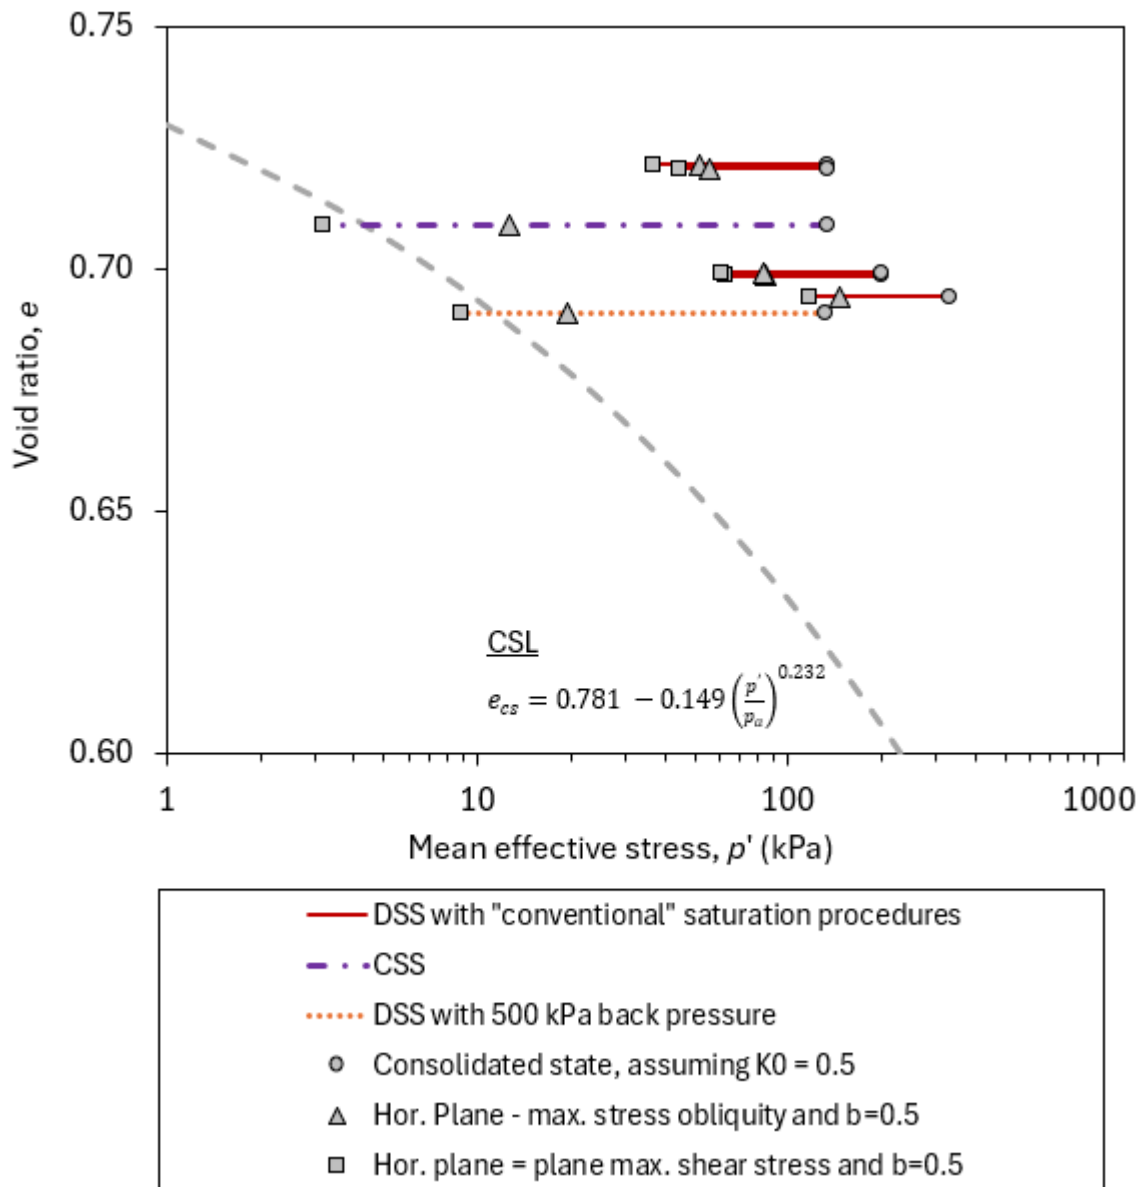 0.75
0.70
0.65
0.60
Void ratio, e
CSL
e_cs = 0.781 − 0.149 (p'/p_a)^0.232
1 10 100 1000
Mean effective stress, p' (kPa)
DSS with "conventional" saturation procedures
CSS
DSS with 500 kPa back pressure
Consolidated state, assuming K0 = 0.5
Hor. Plane - max. stress obliquity and b=0.5
Hor. plane = plane max. shear stress and b=0.5